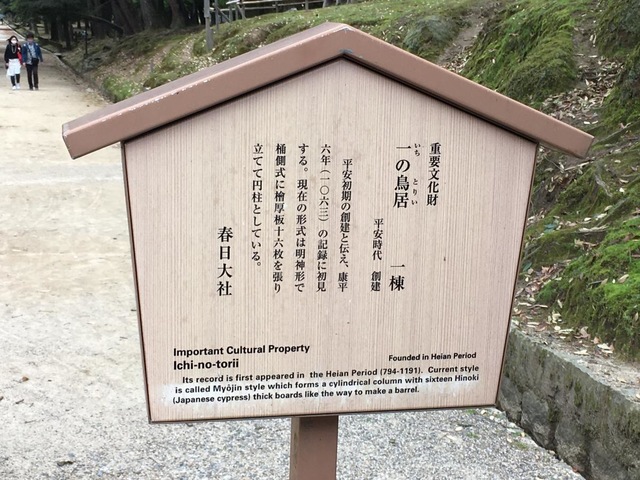 重要文化財
一の鳥居 一棟
いち とりい
平安時代 創建
平安初期の創建と伝え、康平
六年(一〇六三)の記録に初見
する。現在の形式は明神形で
桶側式に檜厚板十六枚を張り
立てて円柱としている。
春日大社
Important Cultural Property
Ichi-no-torii
Founded in Heian Period
Its record is first appeared in the Heian Period (794-1191). Current style
is called Myōjin style which forms a cylindrical column with sixteen Hinoki
(Japanese cypress) thick boards like the way to make a barrel.